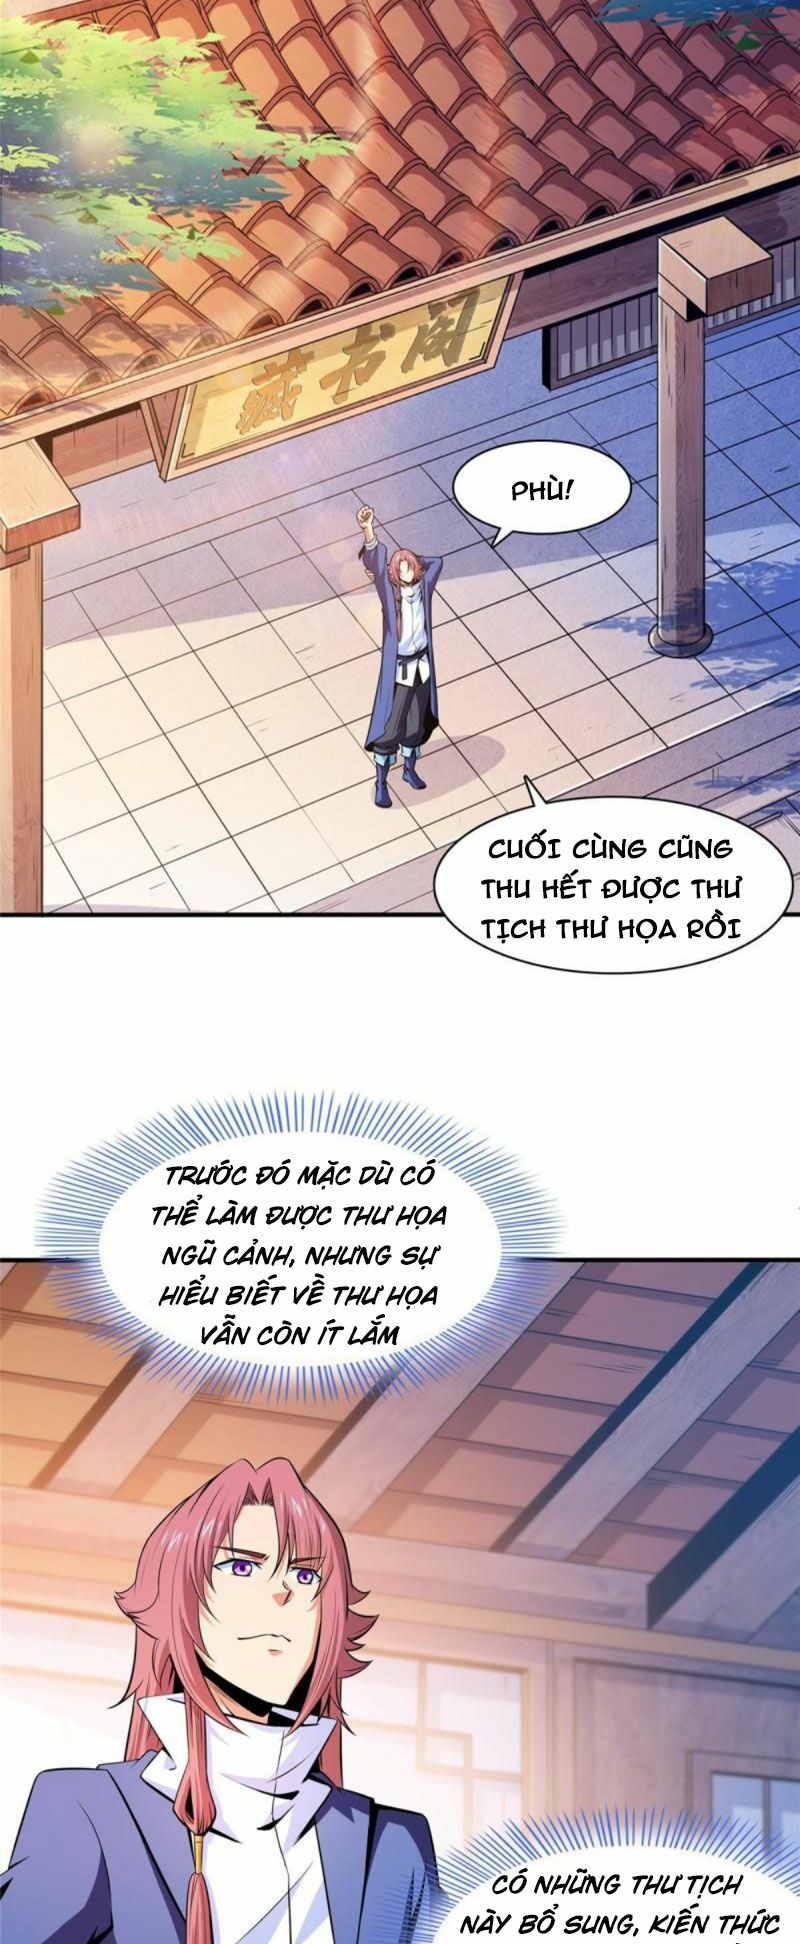 藏书阁
PHÙ!
CUỐI CÙNG CŨNG
THU HẾT ĐƯỢC THƯ
TỊCH THƯ HỌA RỒI
TRƯỚC ĐÓ MẶC DÙ CÓ
THỂ LÀM ĐƯỢC THƯ HỌA
NGŨ CẢNH, NHƯNG SỰ
HIỂU BIẾT VỀ THƯ HỌA
VẪN CÒN ÍT LẮM
CÓ NHỮNG THƯ TỊCH
NÀY BỔ SUNG, KIẾN THỨC